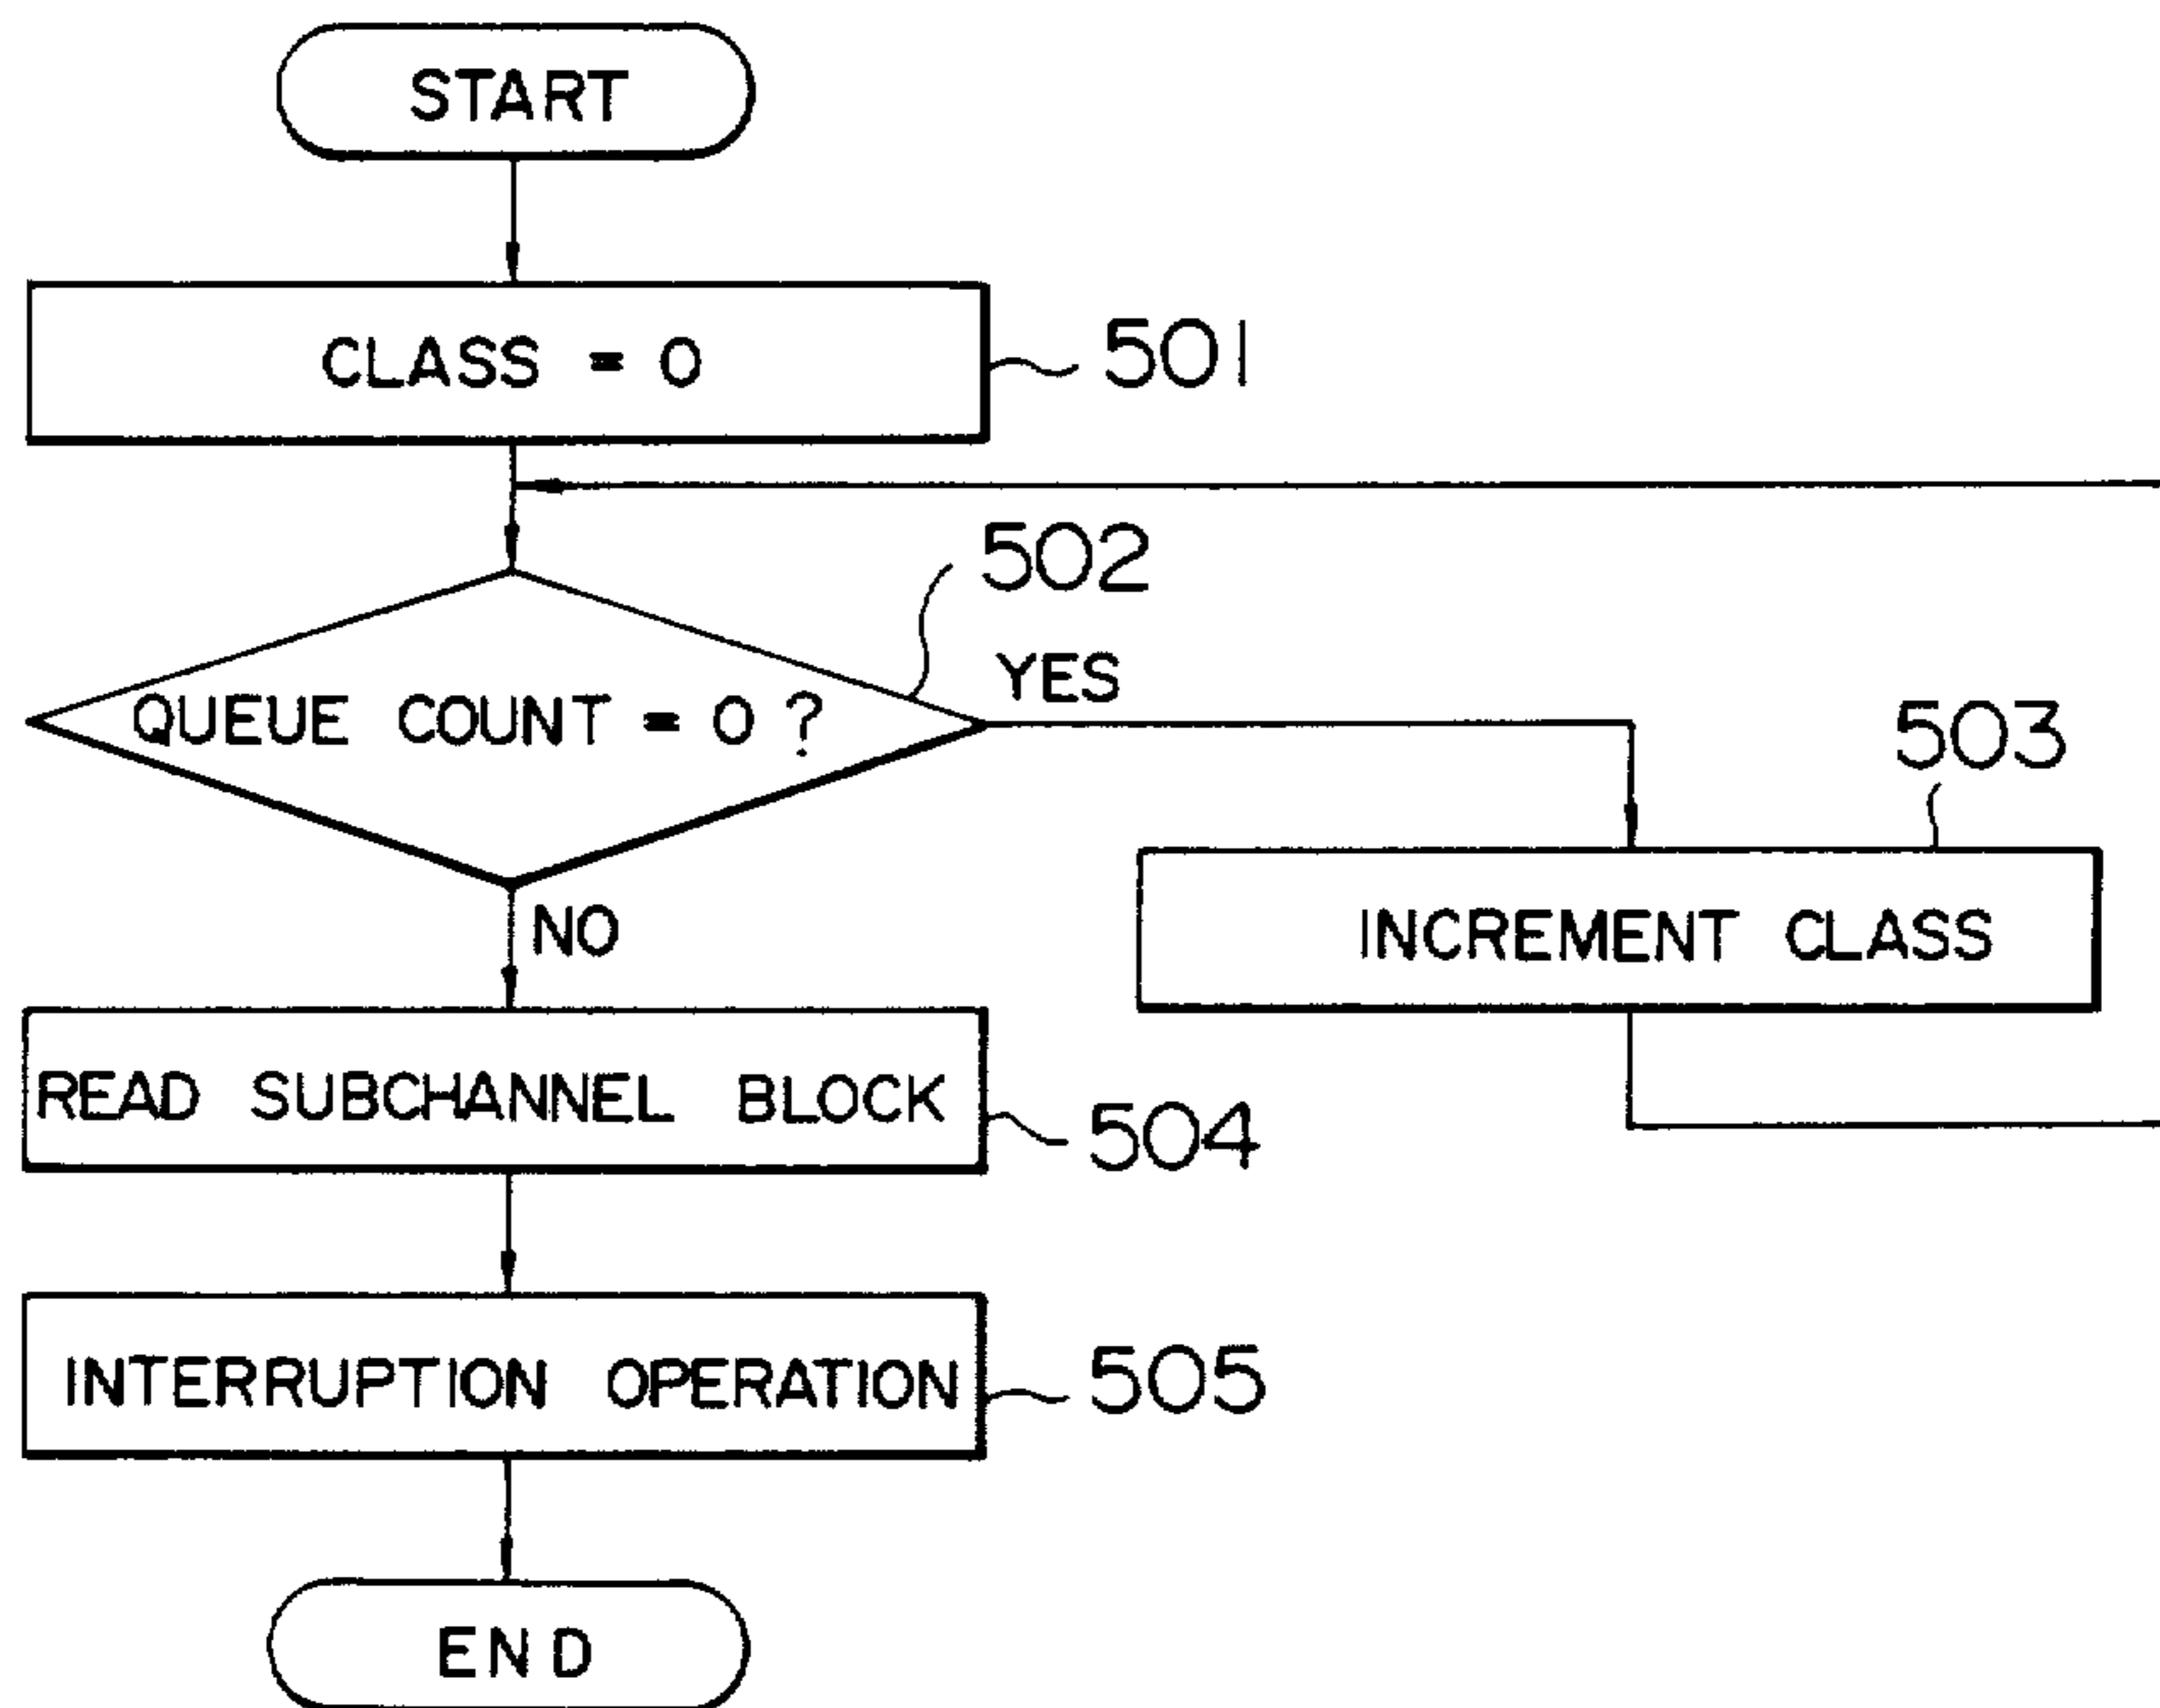 START
CLASS = 0
501
502
QUEUE COUNT = 0 ?
YES
503
INCREMENT CLASS
NO
READ SUBCHANNEL BLOCK
504
INTERRUPTION OPERATION
505
END